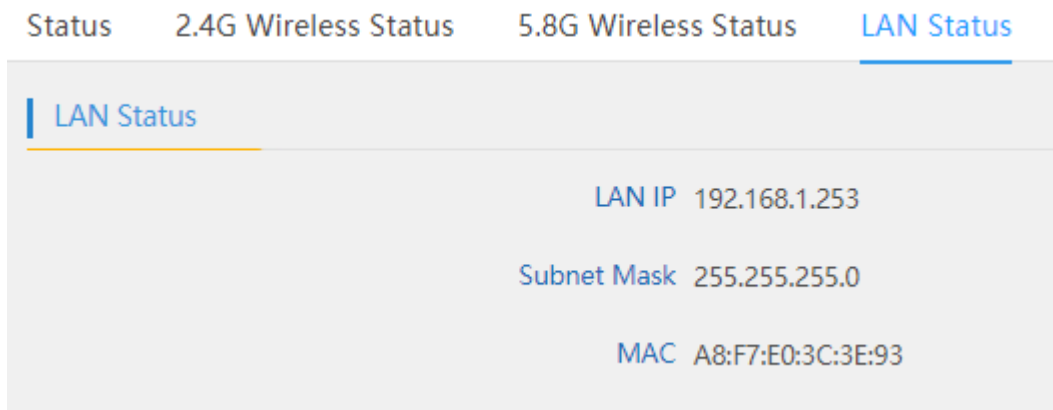 Status 2.4G Wireless Status 5.8G Wireless Status LAN Status
LAN Status
LAN IP 192.168.1.253
Subnet Mask 255.255.255.0
MAC A8:F7:E0:3C:3E:93